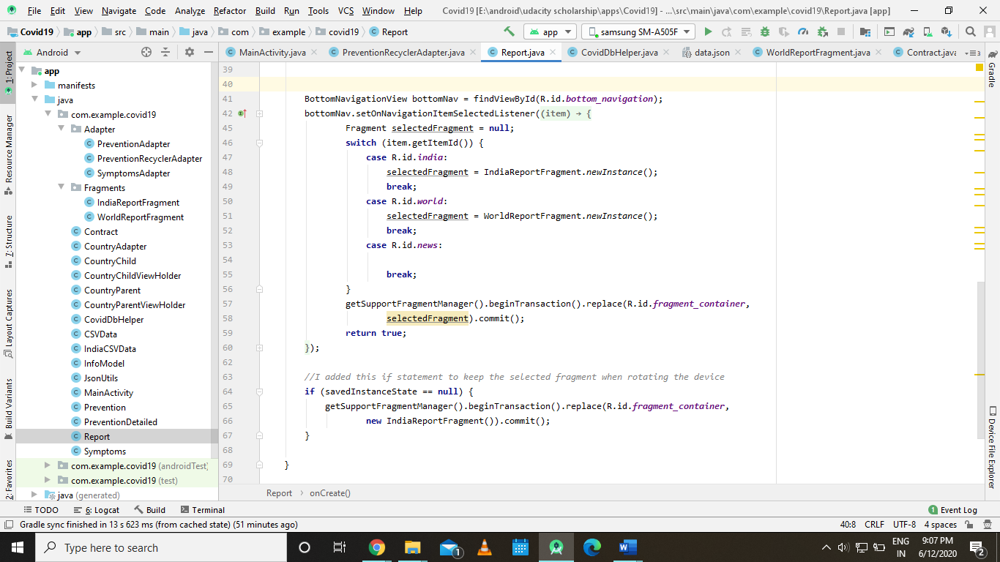 File Edit View Navigate Code Analyze Refactor Build Run Tools VCS Window Help Covid19 [E:\android\udacity scholarship\apps\Covid19] - ...\src\main\java\com\example\covid19\Report.java [app]
Covid19 app src main java com example covid19 Report app samsung SM-A505F
Android MainActivity.java PreventionRecyclerAdapter.java Report.java CovidDbHelper.java data.json WorldReportFragment.java Contract.java 3
1: Project
Resource Manager
7: Structure
Layout Captures
Build Variants
2: Favorites
app
manifests
java
com.example.covid19
Adapter
PreventionAdapter
PreventionRecyclerAdapter
SymptomsAdapter
Fragments
IndiaReportFragment
WorldReportFragment
Contract
CountryAdapter
CountryChild
CountryChildViewHolder
CountryParent
CountryParentViewHolder
CovidDbHelper
CSVData
IndiaCSVData
InfoModel
JsonUtils
MainActivity
Prevention
PreventionDetailed
Report
Symptoms
com.example.covid19 (androidTest)
com.example.covid19 (test)
java (generated)
39
40
41 BottomNavigationView bottomNav = findViewById(R.id.bottom_navigation);
42 bottomNav.setOnNavigationItemSelectedListener((item) → {
45 Fragment selectedFragment = null;
46 switch (item.getItemId()) {
47 case R.id.india:
48 selectedFragment = IndiaReportFragment.newInstance();
49 break;
50 case R.id.world:
51 selectedFragment = WorldReportFragment.newInstance();
52 break;
53 case R.id.news:
54
55 break;
56 }
57 getSupportFragmentManager().beginTransaction().replace(R.id.fragment_container,
58 selectedFragment).commit();
59 return true;
60 });
62
63 //I added this if statement to keep the selected fragment when rotating the device
64 if (savedInstanceState == null) {
65 getSupportFragmentManager().beginTransaction().replace(R.id.fragment_container,
66 new IndiaReportFragment()).commit();
67 }
68
69 }
70
Report onCreate()
Gradle
Device File Explorer
TODO 6: Logcat Build Terminal 1 Event Log
Gradle sync finished in 13 s 623 ms (from cached state) (51 minutes ago) 40:8 CRLF UTF-8 4 spaces
Type here to search 1 ENG 9:07 PM
IN 6/12/2020 2